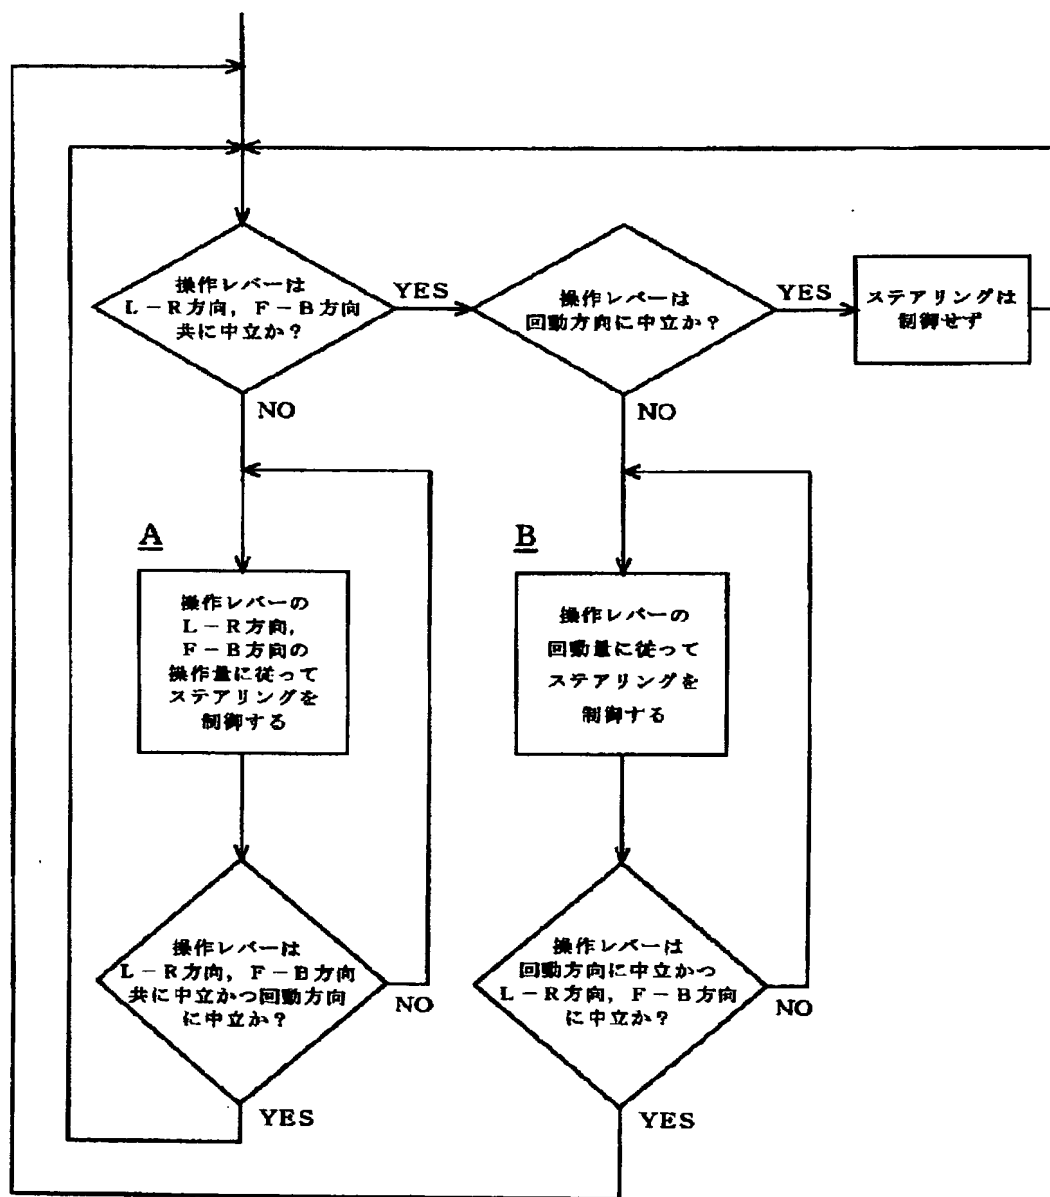 操作レバーは
L－R方向，F－B方向
共に中立か？
YES
NO
操作レバーは
回動方向に中立か？
YES
NO
ステアリングは
制御せず
A
操作レバーの
L－R方向，
F－B方向の
操作量に従って
ステアリングを
制御する
B
操作レバーの
回動量に従って
ステアリングを
制御する
操作レバーは
L－R方向，F－B方向
共に中立かつ回動方向
に中立か？
NO
YES
操作レバーは
回動方向に中立かつ
L－R方向，F－B方向
に中立か？
NO
YES